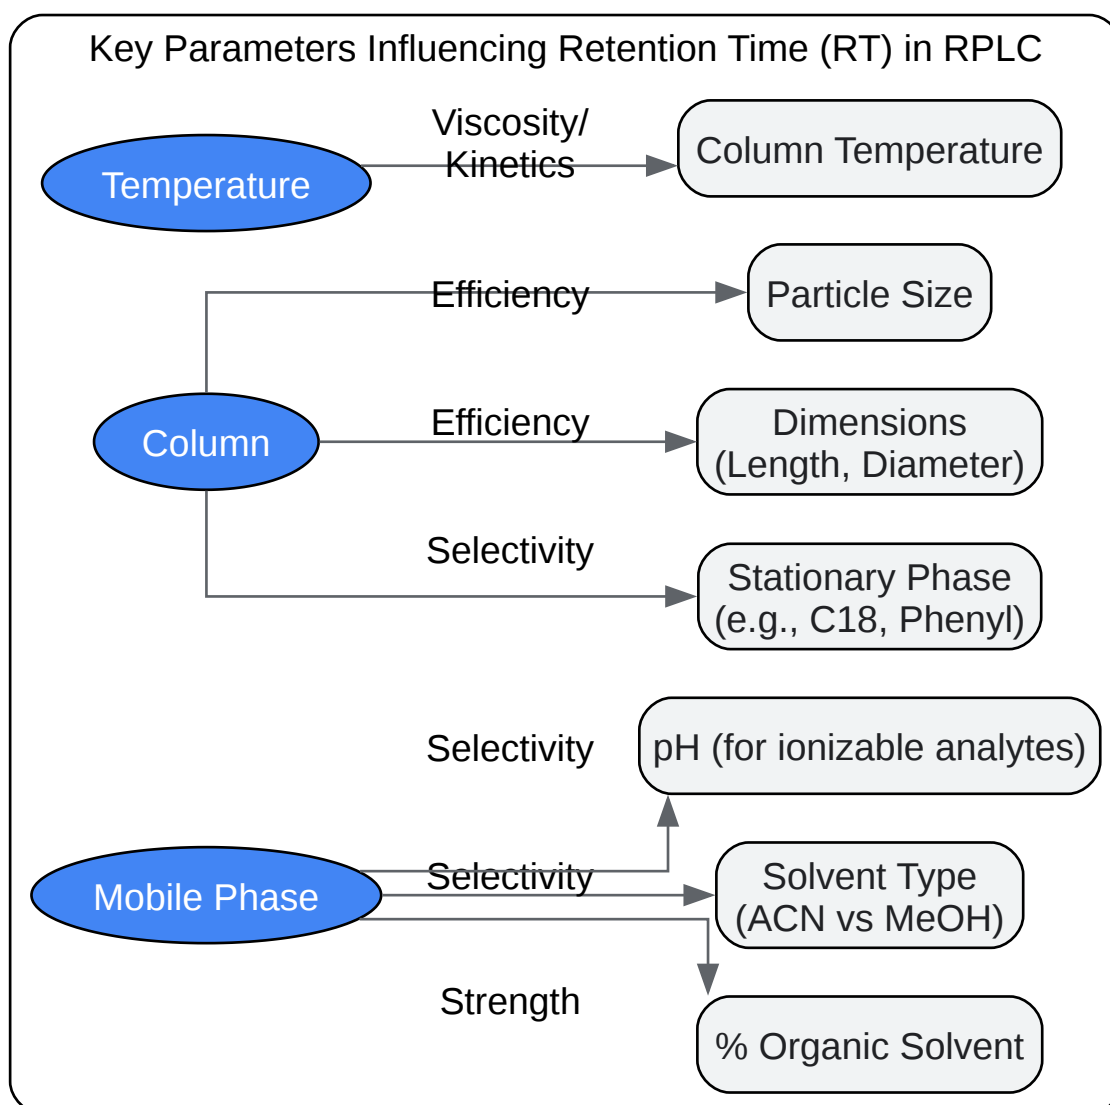 Key Parameters Influencing Retention Time (RT) in RPLC
Viscosity/
Kinetics
Temperature
Column Temperature
Efficiency
Particle Size
Column
Efficiency
Dimensions
(Length, Diameter)
Selectivity
Stationary Phase
(e.g., C18, Phenyl)
Selectivity
pH (for ionizable analytes)
Mobile Phase
Selectivity
Solvent Type
(ACN vs MeOH)
Strength
% Organic Solvent